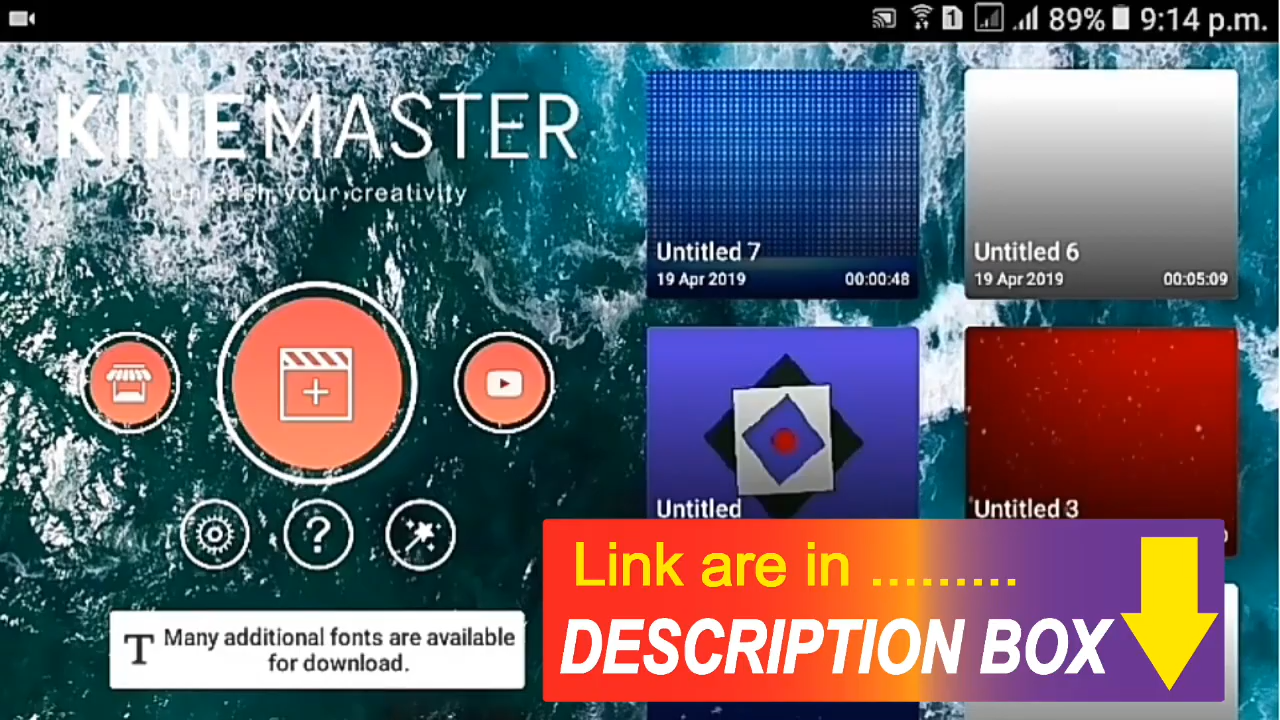 89% 9:14 p.m.
KINEMASTER
Unleash your creativity
Many additional fonts are available
for download.
Untitled 7
19 Apr 2019 00:00:48
Untitled 6
19 Apr 2019 00:05:09
Untitled
Untitled 3
Link are in .........
DESCRIPTION BOX